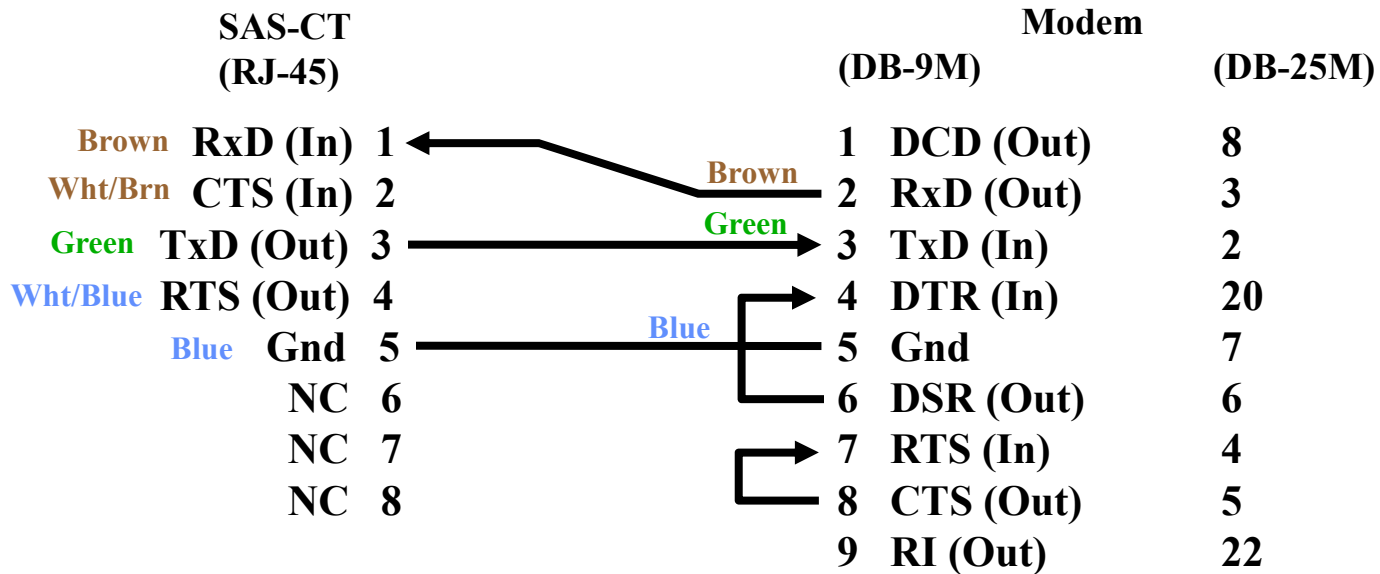 SAS-CT Modem
(RJ-45) (DB-9M) (DB-25M)
Brown RxD (In) 1 1 DCD (Out) 8
Wht/Brn CTS (In) 2 Brown 2 RxD (Out) 3
Green TxD (Out) 3 Green 3 TxD (In) 2
Wht/Blue RTS (Out) 4 4 DTR (In) 20
Blue Gnd 5 Blue 5 Gnd 7
NC 6 6 DSR (Out) 6
NC 7 7 RTS (In) 4
NC 8 8 CTS (Out) 5
9 RI (Out) 22